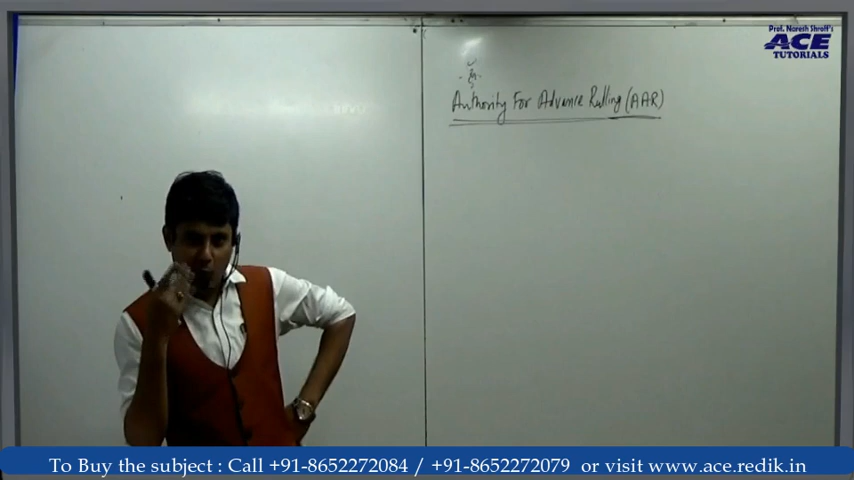 Prof. Naresh Shroff's
ACE
TUTORIALS
Authority For Advance Rulling (AAR)
To Buy the subject : Call +91-8652272084 / +91-8652272079 or visit www.ace.redik.in